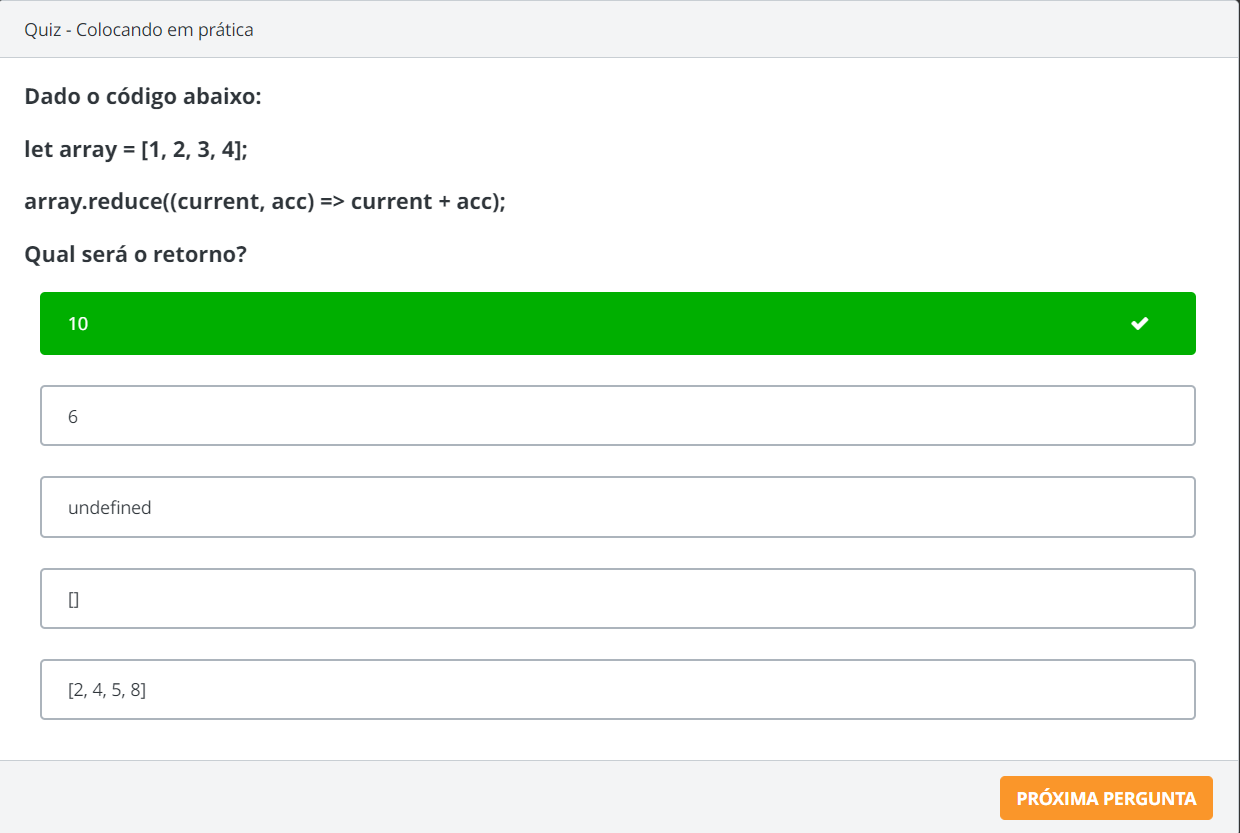 Quiz - Colocando em prática
Dado o código abaixo:
let array = [1, 2, 3, 4];
array.reduce((current, acc) => current + acc);
Qual será o retorno?
10
6
undefined
[]
[2, 4, 5, 8]
PRÓXIMA PERGUNTA